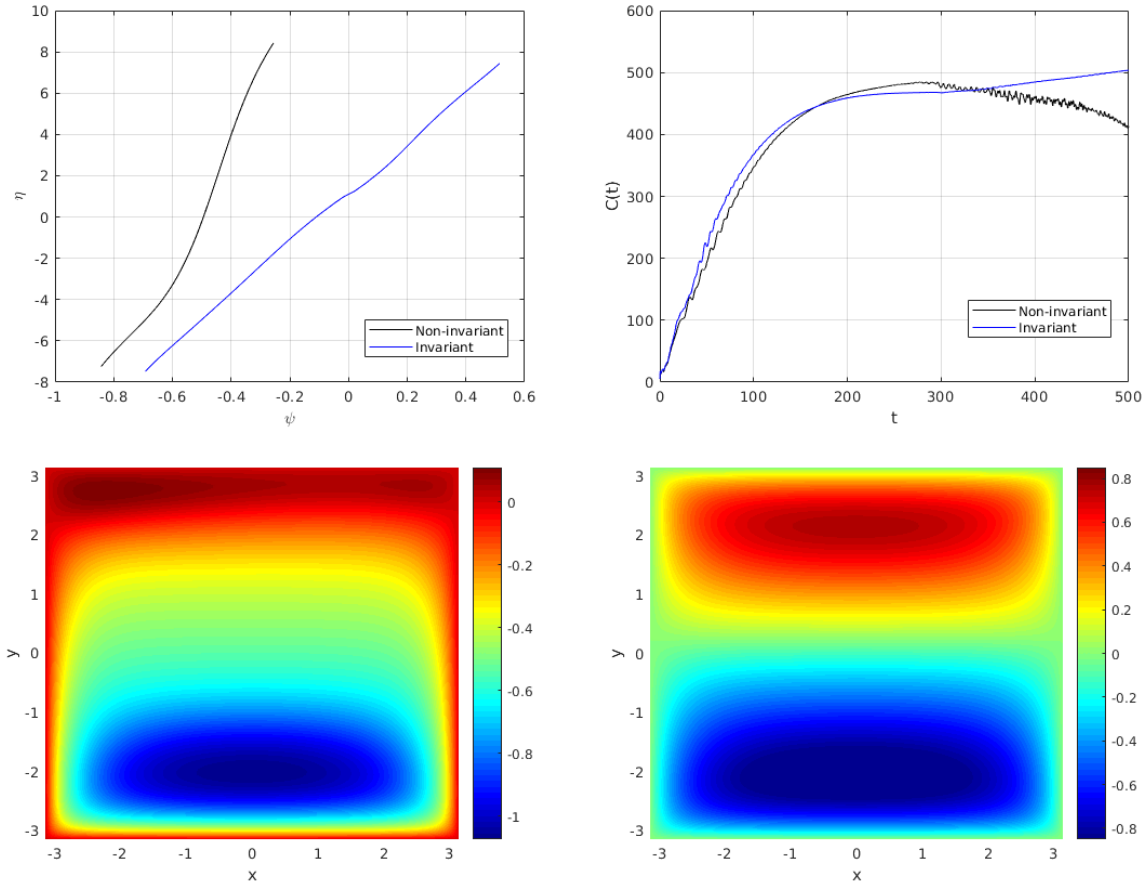 10
8
6
4
2
0
-2
-4
-6
-8
η
-1 -0.8 -0.6 -0.4 -0.2 0 0.2 0.4 0.6
ψ
Non-invariant
Invariant
600
500
400
300
200
100
0
C(t)
0 100 200 300 400 500
t
Non-invariant
Invariant
3
2
1
0
-1
-2
-3
y
-3 -2 -1 0 1 2 3
x
0
-0.2
-0.4
-0.6
-0.8
-1
3
2
1
0
-1
-2
-3
y
-3 -2 -1 0 1 2 3
x
0.8
0.6
0.4
0.2
0
-0.2
-0.4
-0.6
-0.8